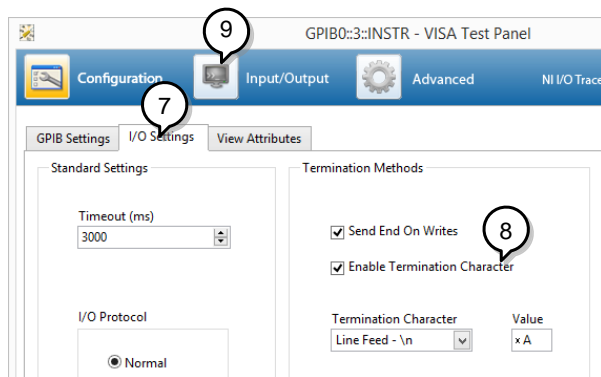 GPIB0::3::INSTR - VISA Test Panel
9
Configuration
Input/Output
Advanced
NI I/O Trace
7
GPIB Settings
I/O Settings
View Attributes
Standard Settings
Timeout (ms)
3000
I/O Protocol
Normal
Termination Methods
Send End On Writes
8
Enable Termination Character
Termination Character
Value
Line Feed - \n
x A